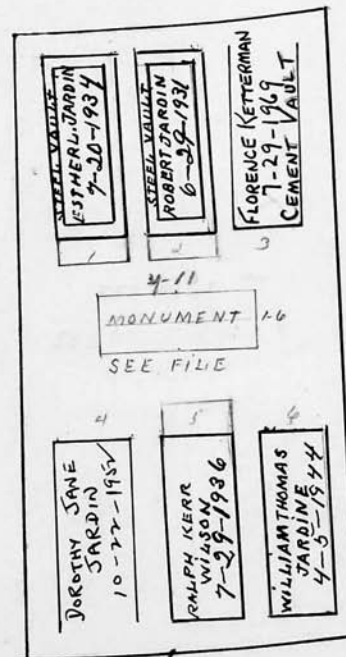 STEEL VAULT
ESTHER L. JARDIN
7-20-1934
1
STEEL VAULT
ROBERT JARDIN
6-29-1931
2
FLORENCE KETTERMAN
7-29-1969
CEMENT VAULT
3
4-11
MONUMENT
1-6
SEE FILE
4
DOROTHY JANE
JARDIN
10-22-1952
5
RALPH KERR
WILSON
7-29-1936
6
WILLIAM THOMAS
JARDINE
4-5-1944